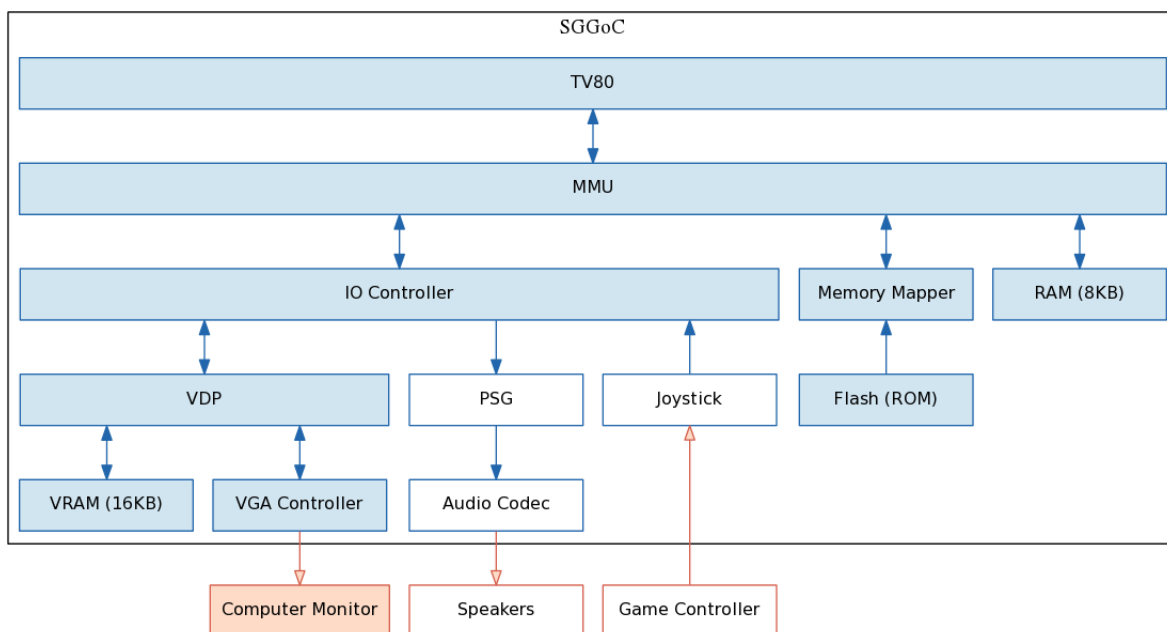 SGGoC
TV80
MMU
IO Controller
Memory Mapper
RAM (8KB)
VDP
PSG
Joystick
Flash (ROM)
VRAM (16KB)
VGA Controller
Audio Codec
Computer Monitor
Speakers
Game Controller